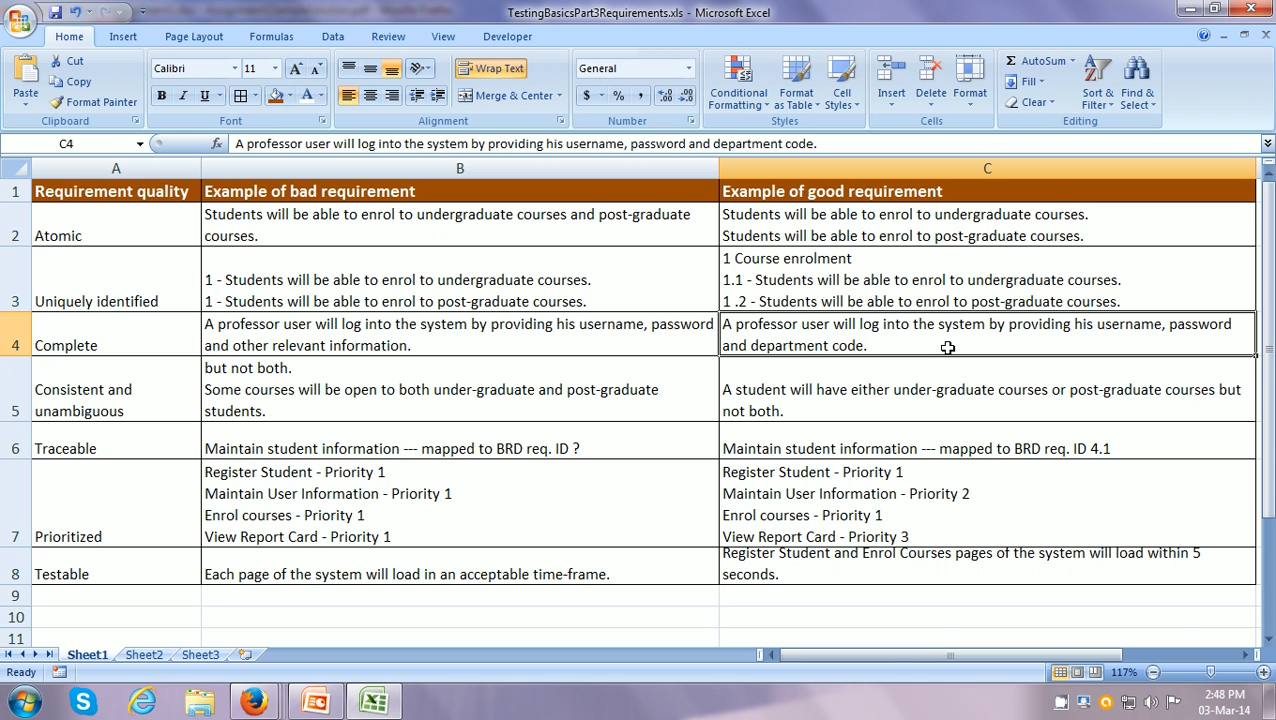 TestingBasicsPart3Requirements.xls - Microsoft Excel
Home Insert Page Layout Formulas Data Review View Developer
Paste
Cut
Copy
Format Painter
Clipboard
Calibri 11
B I U
Font
Wrap Text
Merge & Center
Alignment
General
$ % ,
Number
Conditional Formatting
Format as Table
Cell Styles
Styles
Insert Delete Format
Cells
Σ AutoSum
Fill
Clear
Sort & Filter
Find & Select
Editing
C4 fx A professor user will log into the system by providing his username, password and department code.
A B C
1 Requirement quality Example of bad requirement Example of good requirement
2 Atomic
Students will be able to enrol to undergraduate courses and post-graduate
courses.
Students will be able to enrol to undergraduate courses.
Students will be able to enrol to post-graduate courses.
3 Uniquely identified
1 - Students will be able to enrol to undergraduate courses.
1 - Students will be able to enrol to post-graduate courses.
1 Course enrolment
1.1 - Students will be able to enrol to undergraduate courses.
1 .2 - Students will be able to enrol to post-graduate courses.
4 Complete
A professor user will log into the system by providing his username, password
and other relevant information.
A professor user will log into the system by providing his username, password
and department code.
5 Consistent and
unambiguous
but not both.
Some courses will be open to both under-graduate and post-graduate
students.
A student will have either under-graduate courses or post-graduate courses but
not both.
6 Traceable Maintain student information --- mapped to BRD req. ID ? Maintain student information --- mapped to BRD req. ID 4.1
7 Prioritized
Register Student - Priority 1
Maintain User Information - Priority 1
Enrol courses - Priority 1
View Report Card - Priority 1
Register Student - Priority 1
Maintain User Information - Priority 2
Enrol courses - Priority 1
View Report Card - Priority 3
8 Testable Each page of the system will load in an acceptable time-frame.
Register Student and Enrol Courses pages of the system will load within 5
seconds.
9
10
11
Sheet1 Sheet2 Sheet3
Ready 117%
2:48 PM
03-Mar-14